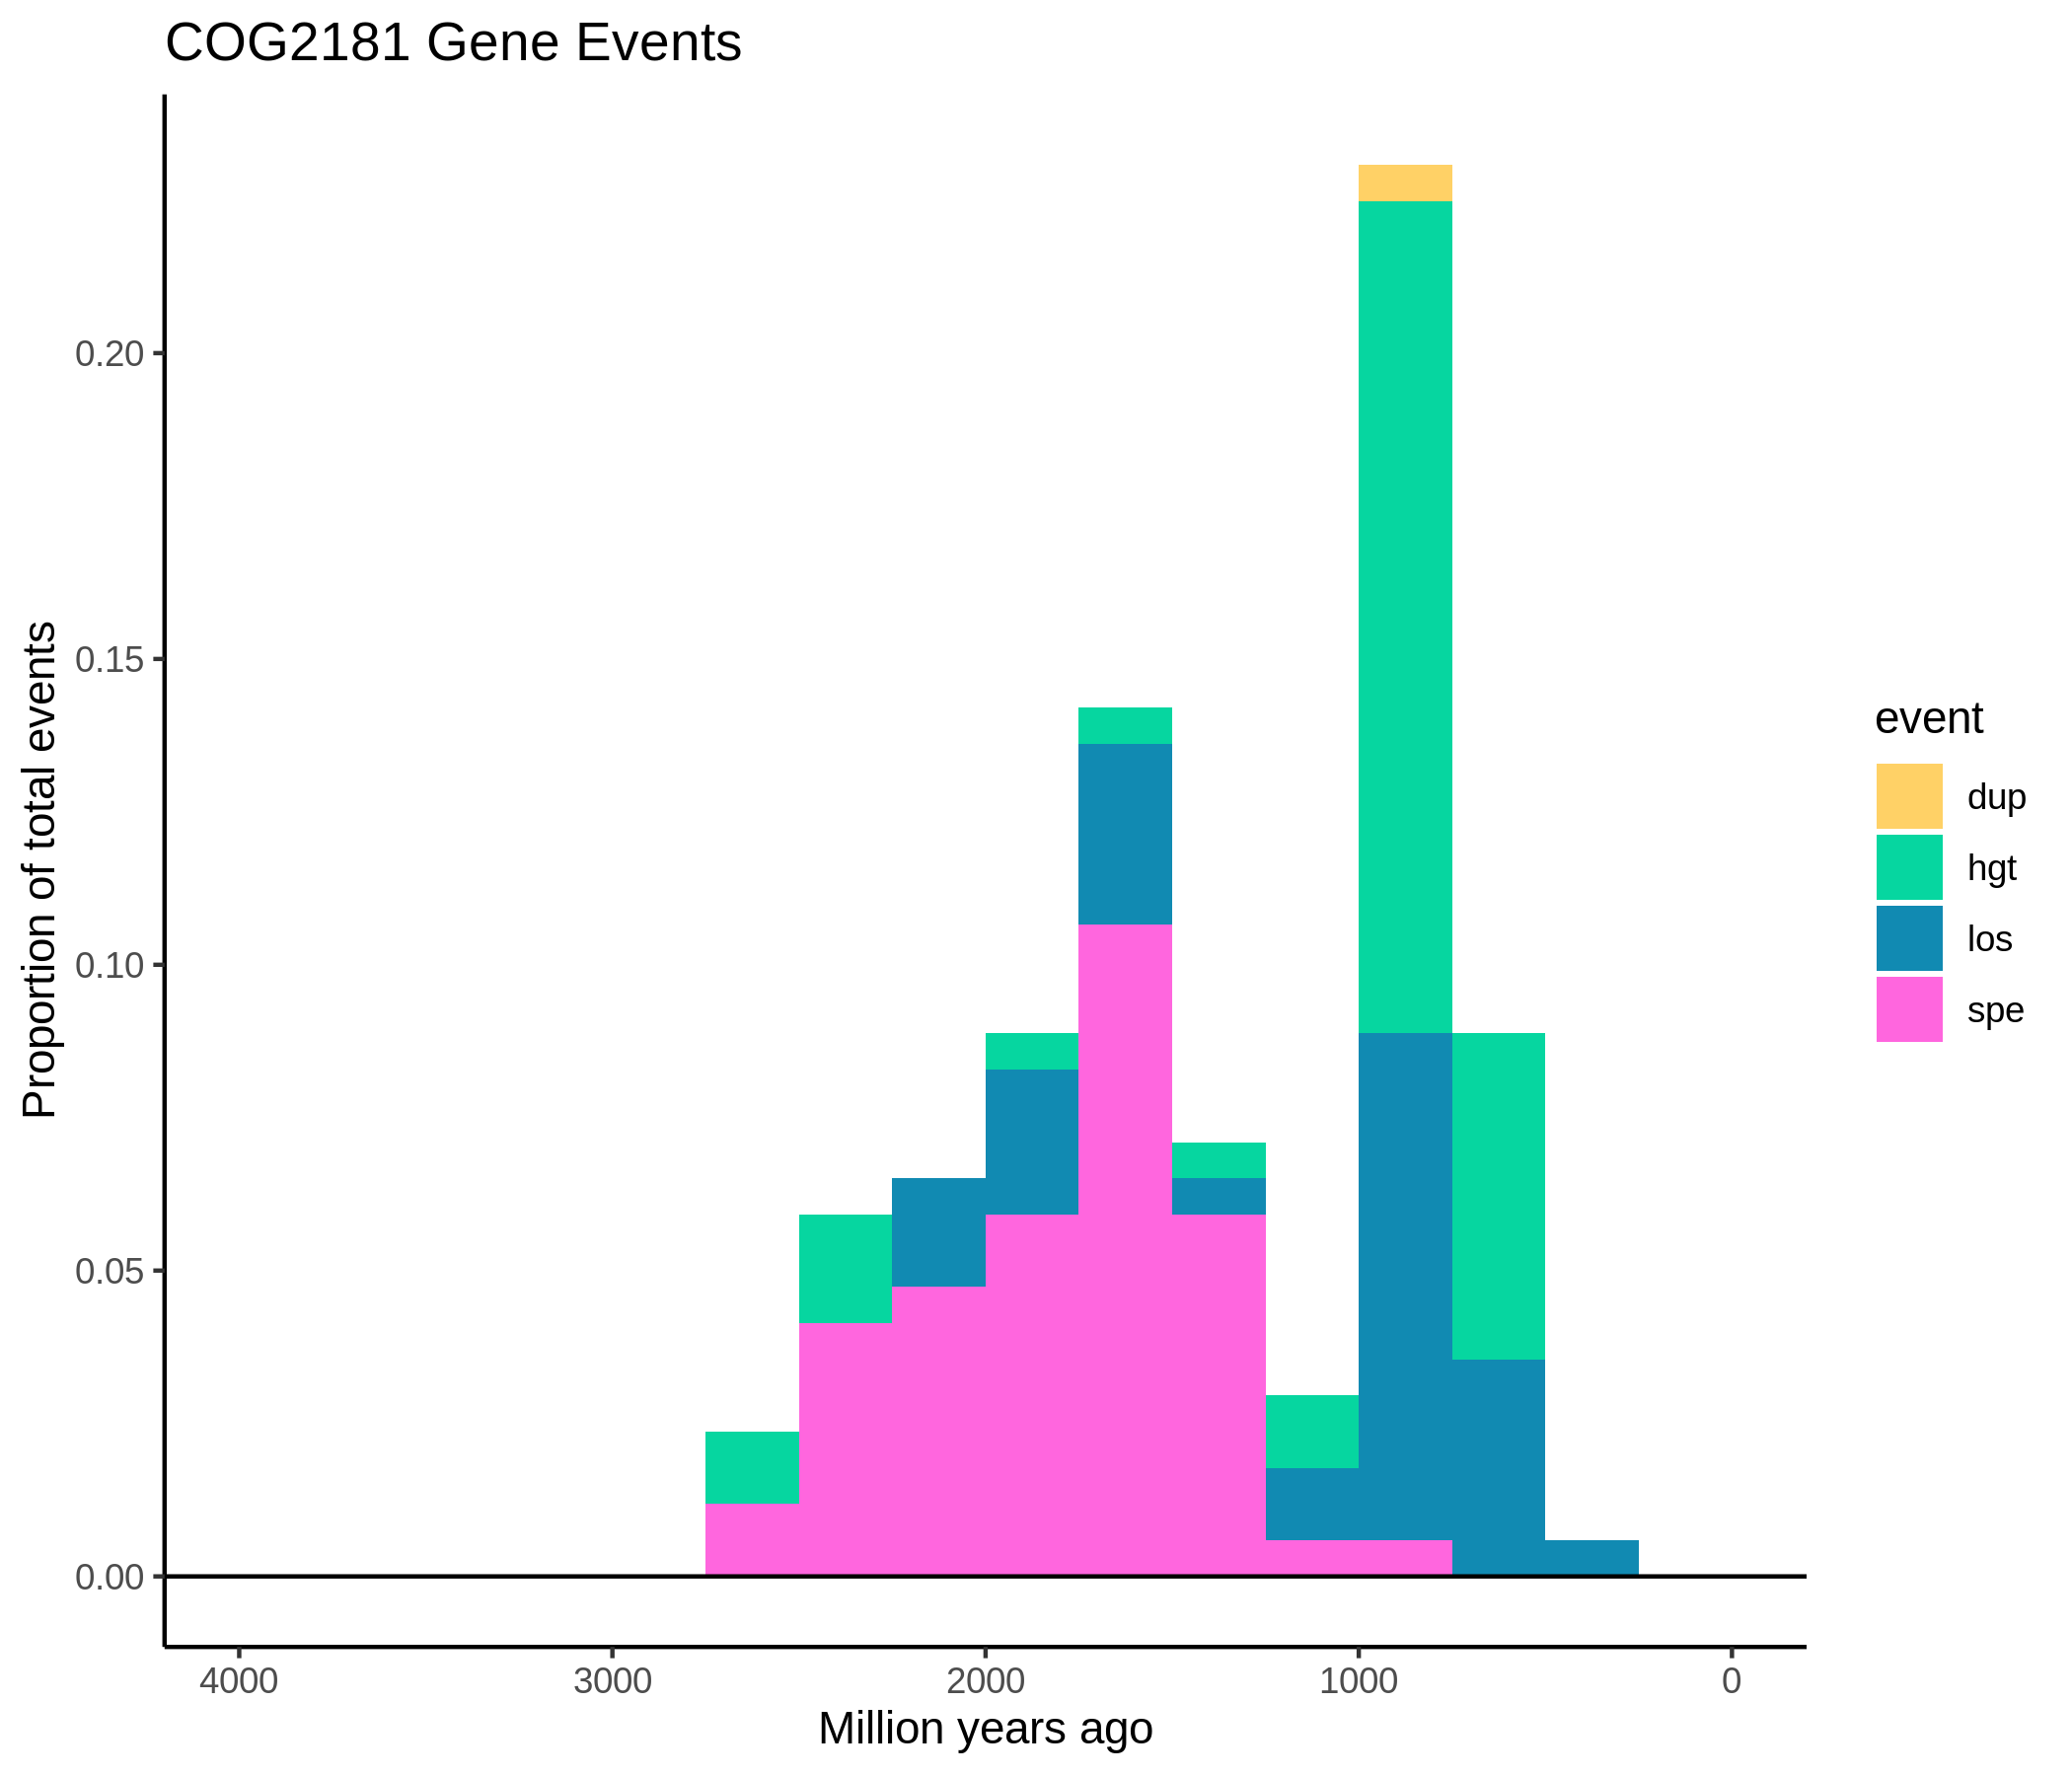 COG2181 Gene Events
Proportion of total events
0.20
0.15
0.10
0.05
0.00
4000 3000 2000 1000 0
Million years ago
event
dup
hgt
los
spe